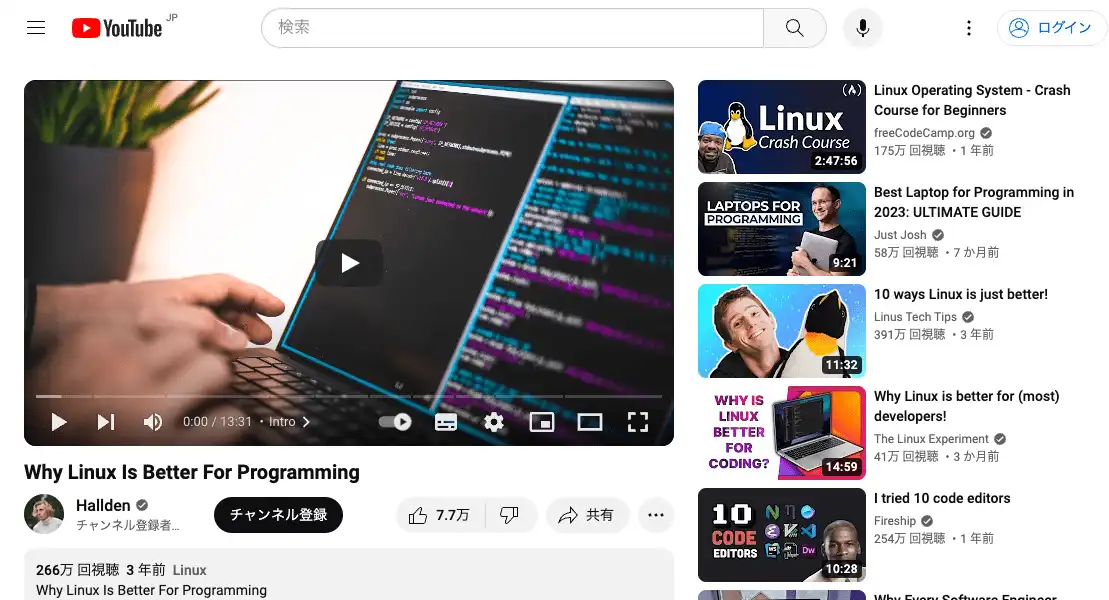 YouTube JP
検索
ログイン
0:00 / 13:31 • Intro
Why Linux Is Better For Programming
Hallden
チャンネル登録者...
チャンネル登録
7.7万
共有
266万 回視聴 3 年前 Linux
Why Linux Is Better For Programming
Linux
Crash Course
2:47:56
Linux Operating System - Crash
Course for Beginners
freeCodeCamp.org
175万 回視聴 ・1 年前
LAPTOPS FOR
PROGRAMMING
9:21
Best Laptop for Programming in
2023: ULTIMATE GUIDE
Just Josh
58万 回視聴 ・7 か月前
11:32
10 ways Linux is just better!
Linus Tech Tips
391万 回視聴 ・3 年前
WHY IS
LINUX
BETTER
FOR
CODING?
14:59
Why Linux is better for (most)
developers!
The Linux Experiment
41万 回視聴 ・3 か月前
10
CODE
EDITORS
Dw
10:28
I tried 10 code editors
Fireship
254万 回視聴 ・1 年前
Why Every Software Engineer